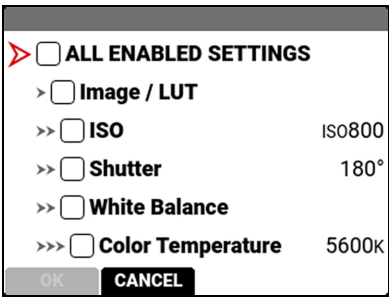 ALL ENABLED SETTINGS
Image / LUT
ISO ISO800
Shutter 180°
White Balance
Color Temperature 5600K
OK CANCEL